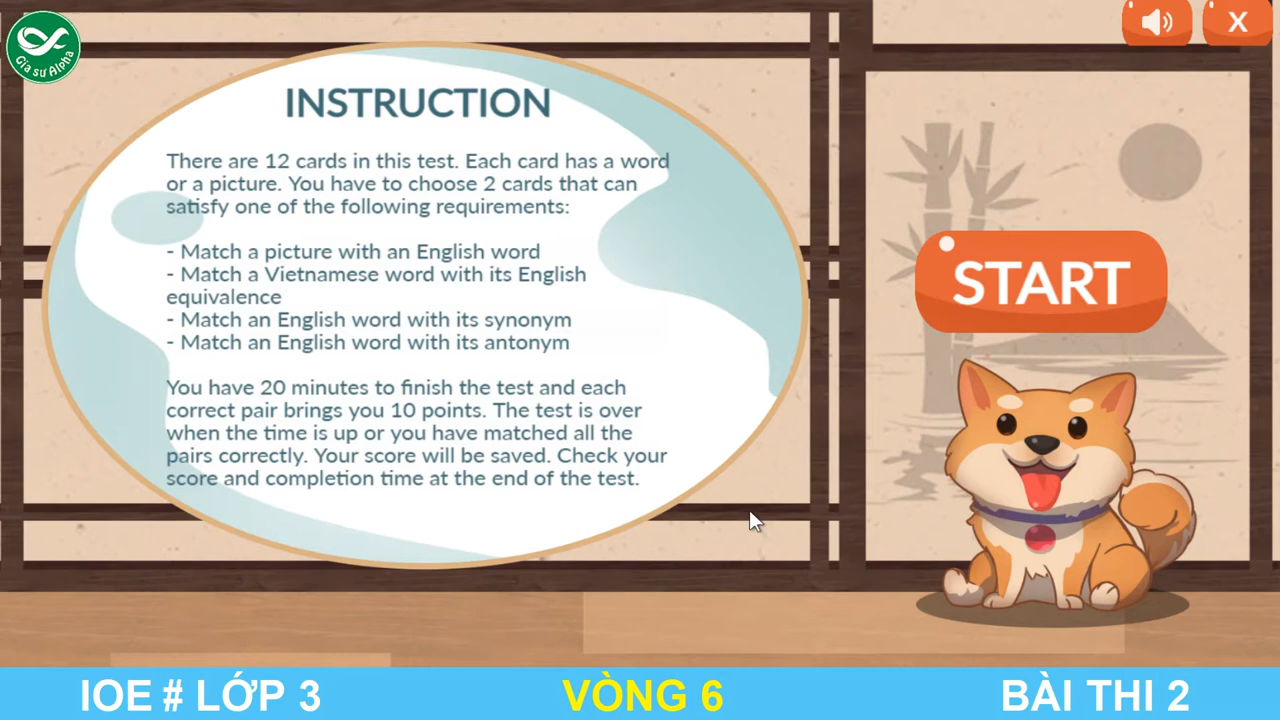 Gia sư Alpha
X
INSTRUCTION
There are 12 cards in this test. Each card has a word
or a picture. You have to choose 2 cards that can
satisfy one of the following requirements:
- Match a picture with an English word
- Match a Vietnamese word with its English
equivalence
- Match an English word with its synonym
- Match an English word with its antonym
You have 20 minutes to finish the test and each
correct pair brings you 10 points. The test is over
when the time is up or you have matched all the
pairs correctly. Your score will be saved. Check your
score and completion time at the end of the test.
START
IOE # LỚP 3
VÒNG 6
BÀI THI 2